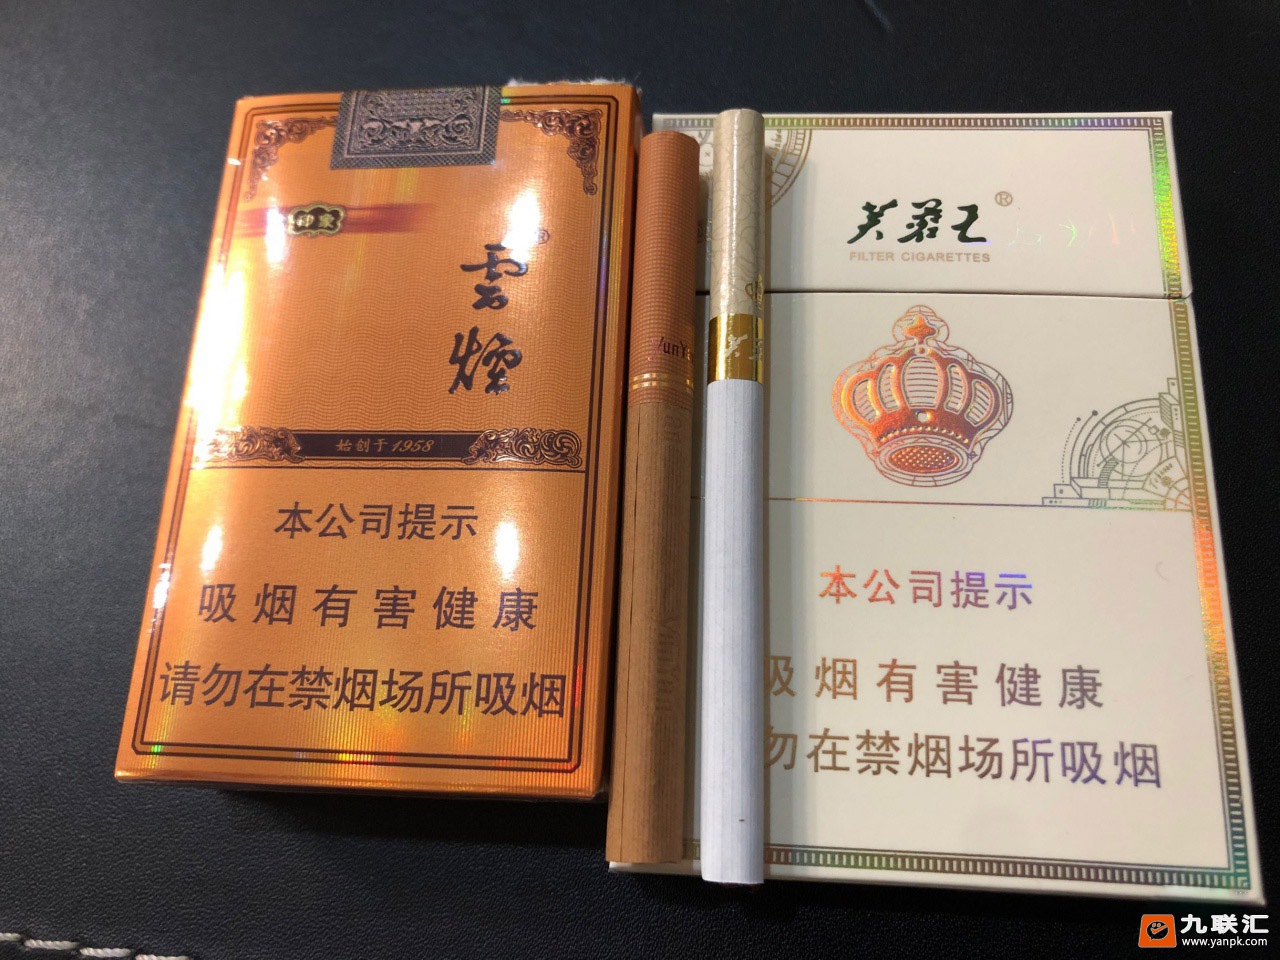 印象
雲
煙
®
始创于1958
本公司提示
吸烟有害健康
请勿在禁烟场所吸烟
YunYa
芙蓉王®
FILTER CIGARETTES
本公司提示
吸烟有害健康
勿在禁烟场所吸烟
九联汇
www.yanpk.com